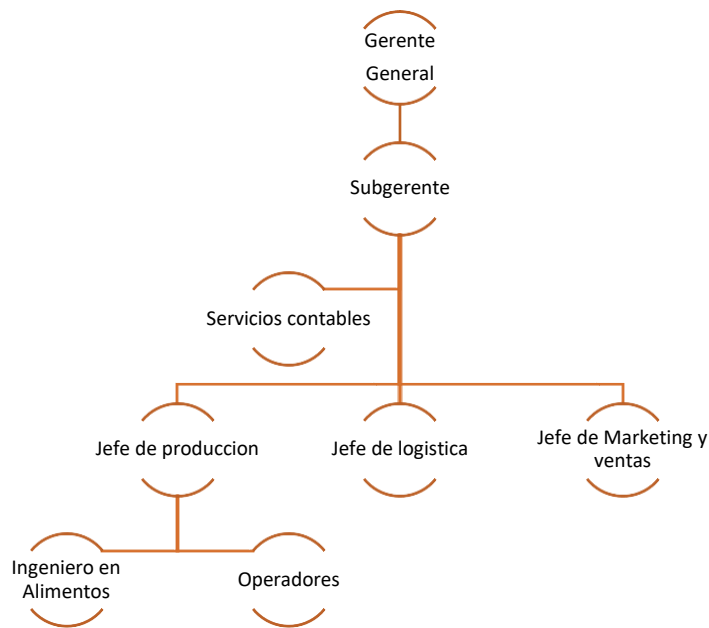 Gerente
General
Subgerente
Servicios contables
Jefe de produccion
Jefe de logistica
Jefe de Marketing y
ventas
Ingeniero en
Alimentos
Operadores